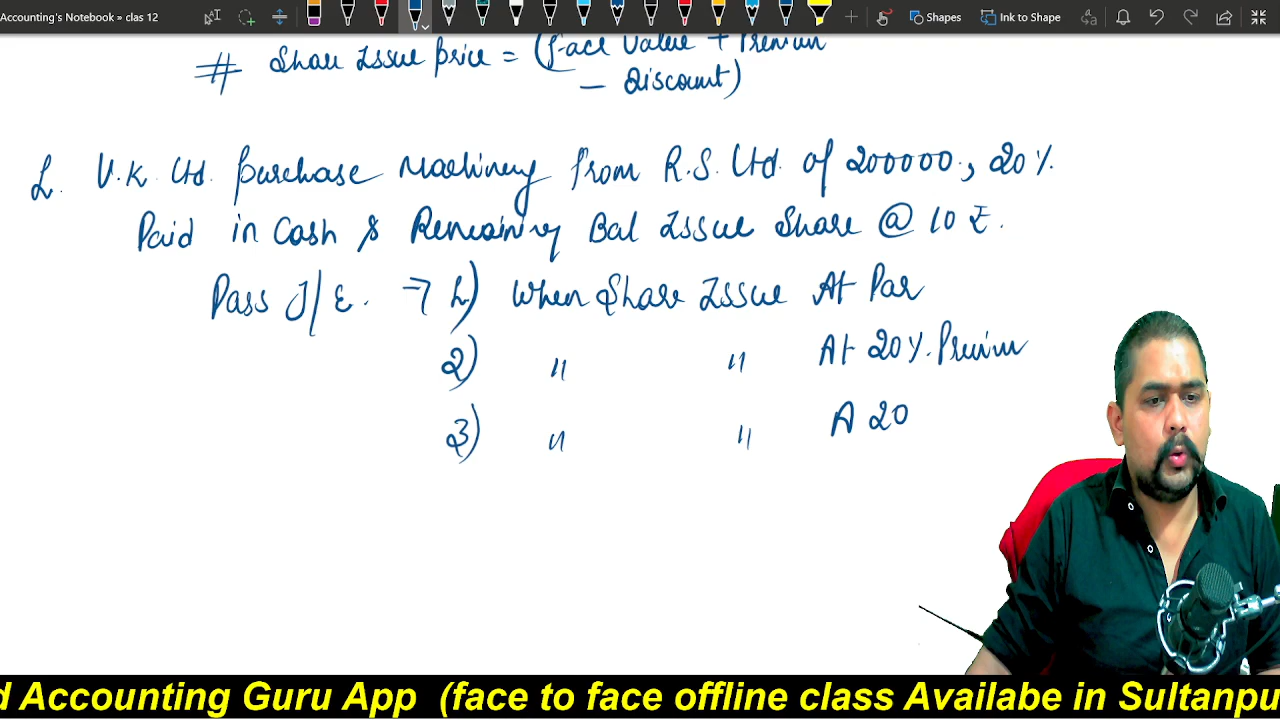 Accounting's Notebook » clas 12
Shapes
Ink to Shape
# Share Issue price = (face value + Premium
– Discount)
1. V.K Ltd. purchase Machinery from R.S. Ltd. of 200000, 20%
Paid in Cash & Remaining Bal Issue Share @ 10 ₹.
Pass J/E. → 1) When Share Issue At Par
2) " " At 20%. Premium
3) " " A 20
d Accounting Guru App (face to face offline class Availabe in Sultanpu